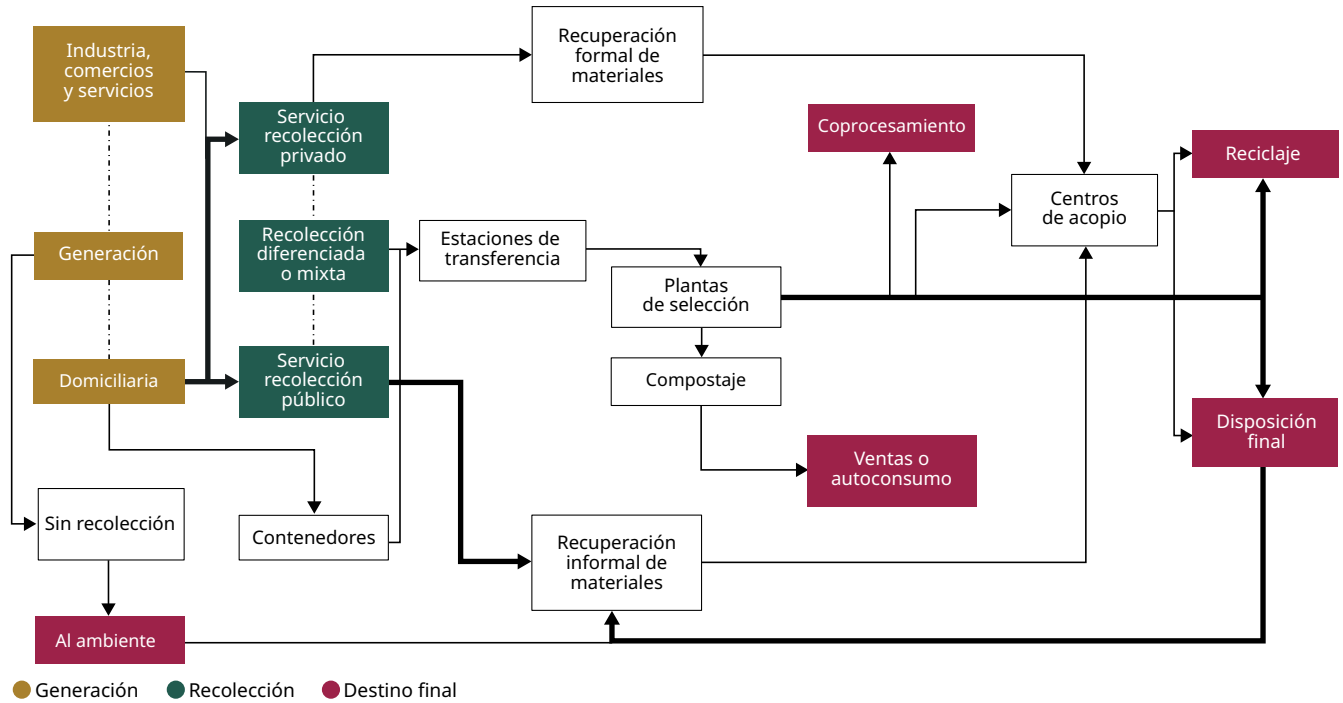 Industria,
comercios
y servicios
Generación
Domiciliaria
Sin recolección
Al ambiente
Servicio
recolección
privado
Recolección
diferenciada
o mixta
Servicio
recolección
público
Contenedores
Recuperación
formal de
materiales
Estaciones de
transferencia
Plantas
de selección
Compostaje
Recuperación
informal de
materiales
Coprocesamiento
Ventas o
autoconsumo
Centros
de acopio
Reciclaje
Disposición
final
Generación
Recolección
Destino final